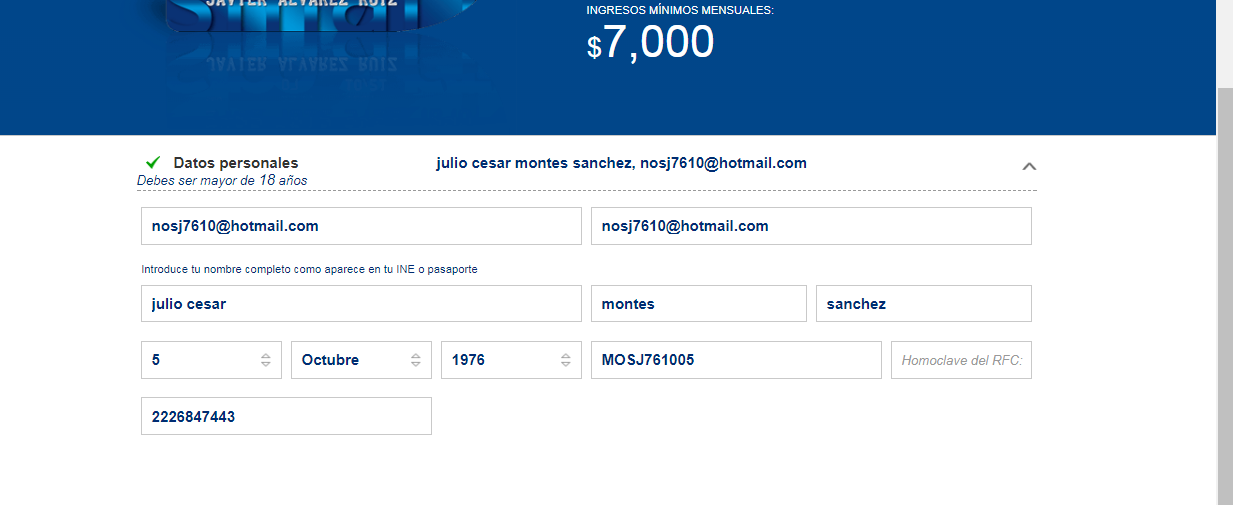 JAVIER ALVAREZ RUIZ
INGRESOS MÍNIMOS MENSUALES:
$7,000
Datos personales julio cesar montes sanchez, nosj7610@hotmail.com
Debes ser mayor de 18 años
nosj7610@hotmail.com nosj7610@hotmail.com
Introduce tu nombre completo como aparece en tu INE o pasaporte
julio cesar montes sanchez
5 Octubre 1976 MOSJ761005 Homoclave del RFC:
2226847443